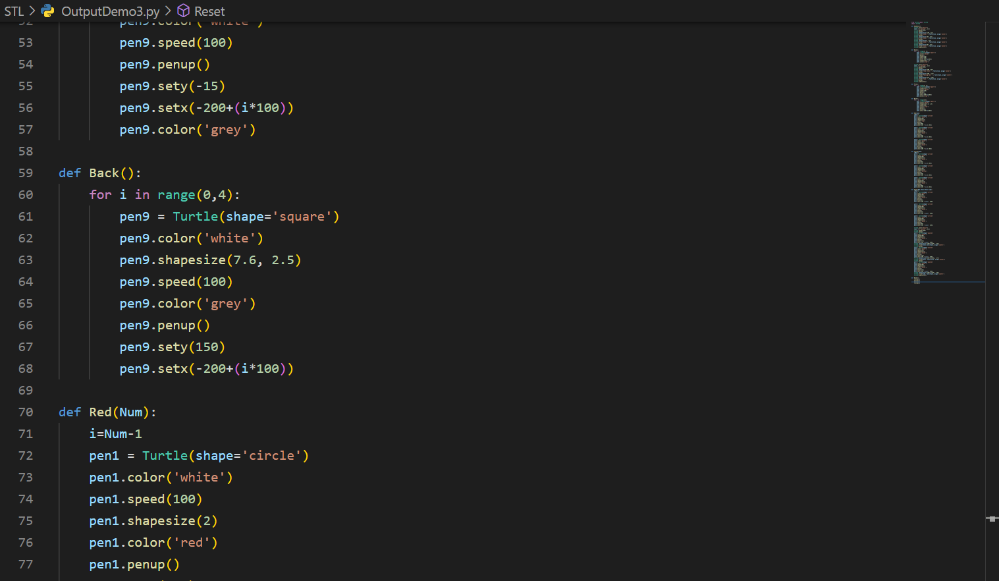 STL > OutputDemo3.py > Reset
52 pen9.color('white')
53 pen9.speed(100)
54 pen9.penup()
55 pen9.sety(-15)
56 pen9.setx(-200+(i*100))
57 pen9.color('grey')
58
59 def Back():
60 for i in range(0,4):
61 pen9 = Turtle(shape='square')
62 pen9.color('white')
63 pen9.shapesize(7.6, 2.5)
64 pen9.speed(100)
65 pen9.color('grey')
66 pen9.penup()
67 pen9.sety(150)
68 pen9.setx(-200+(i*100))
69
70 def Red(Num):
71 i=Num-1
72 pen1 = Turtle(shape='circle')
73 pen1.color('white')
74 pen1.speed(100)
75 pen1.shapesize(2)
76 pen1.color('red')
77 pen1.penup()